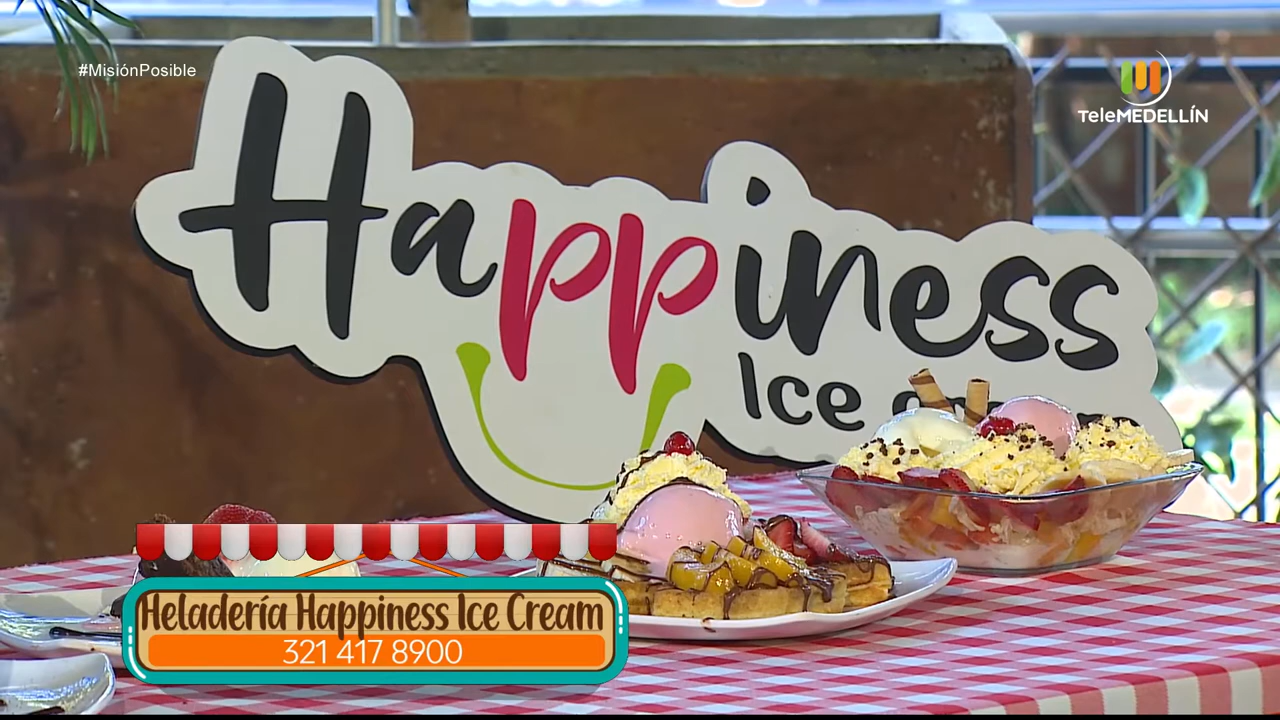 #MisiónPosible
TeleMEDELLÍN
Happiness
Ice
Heladería Happiness Ice Cream
321 417 8900